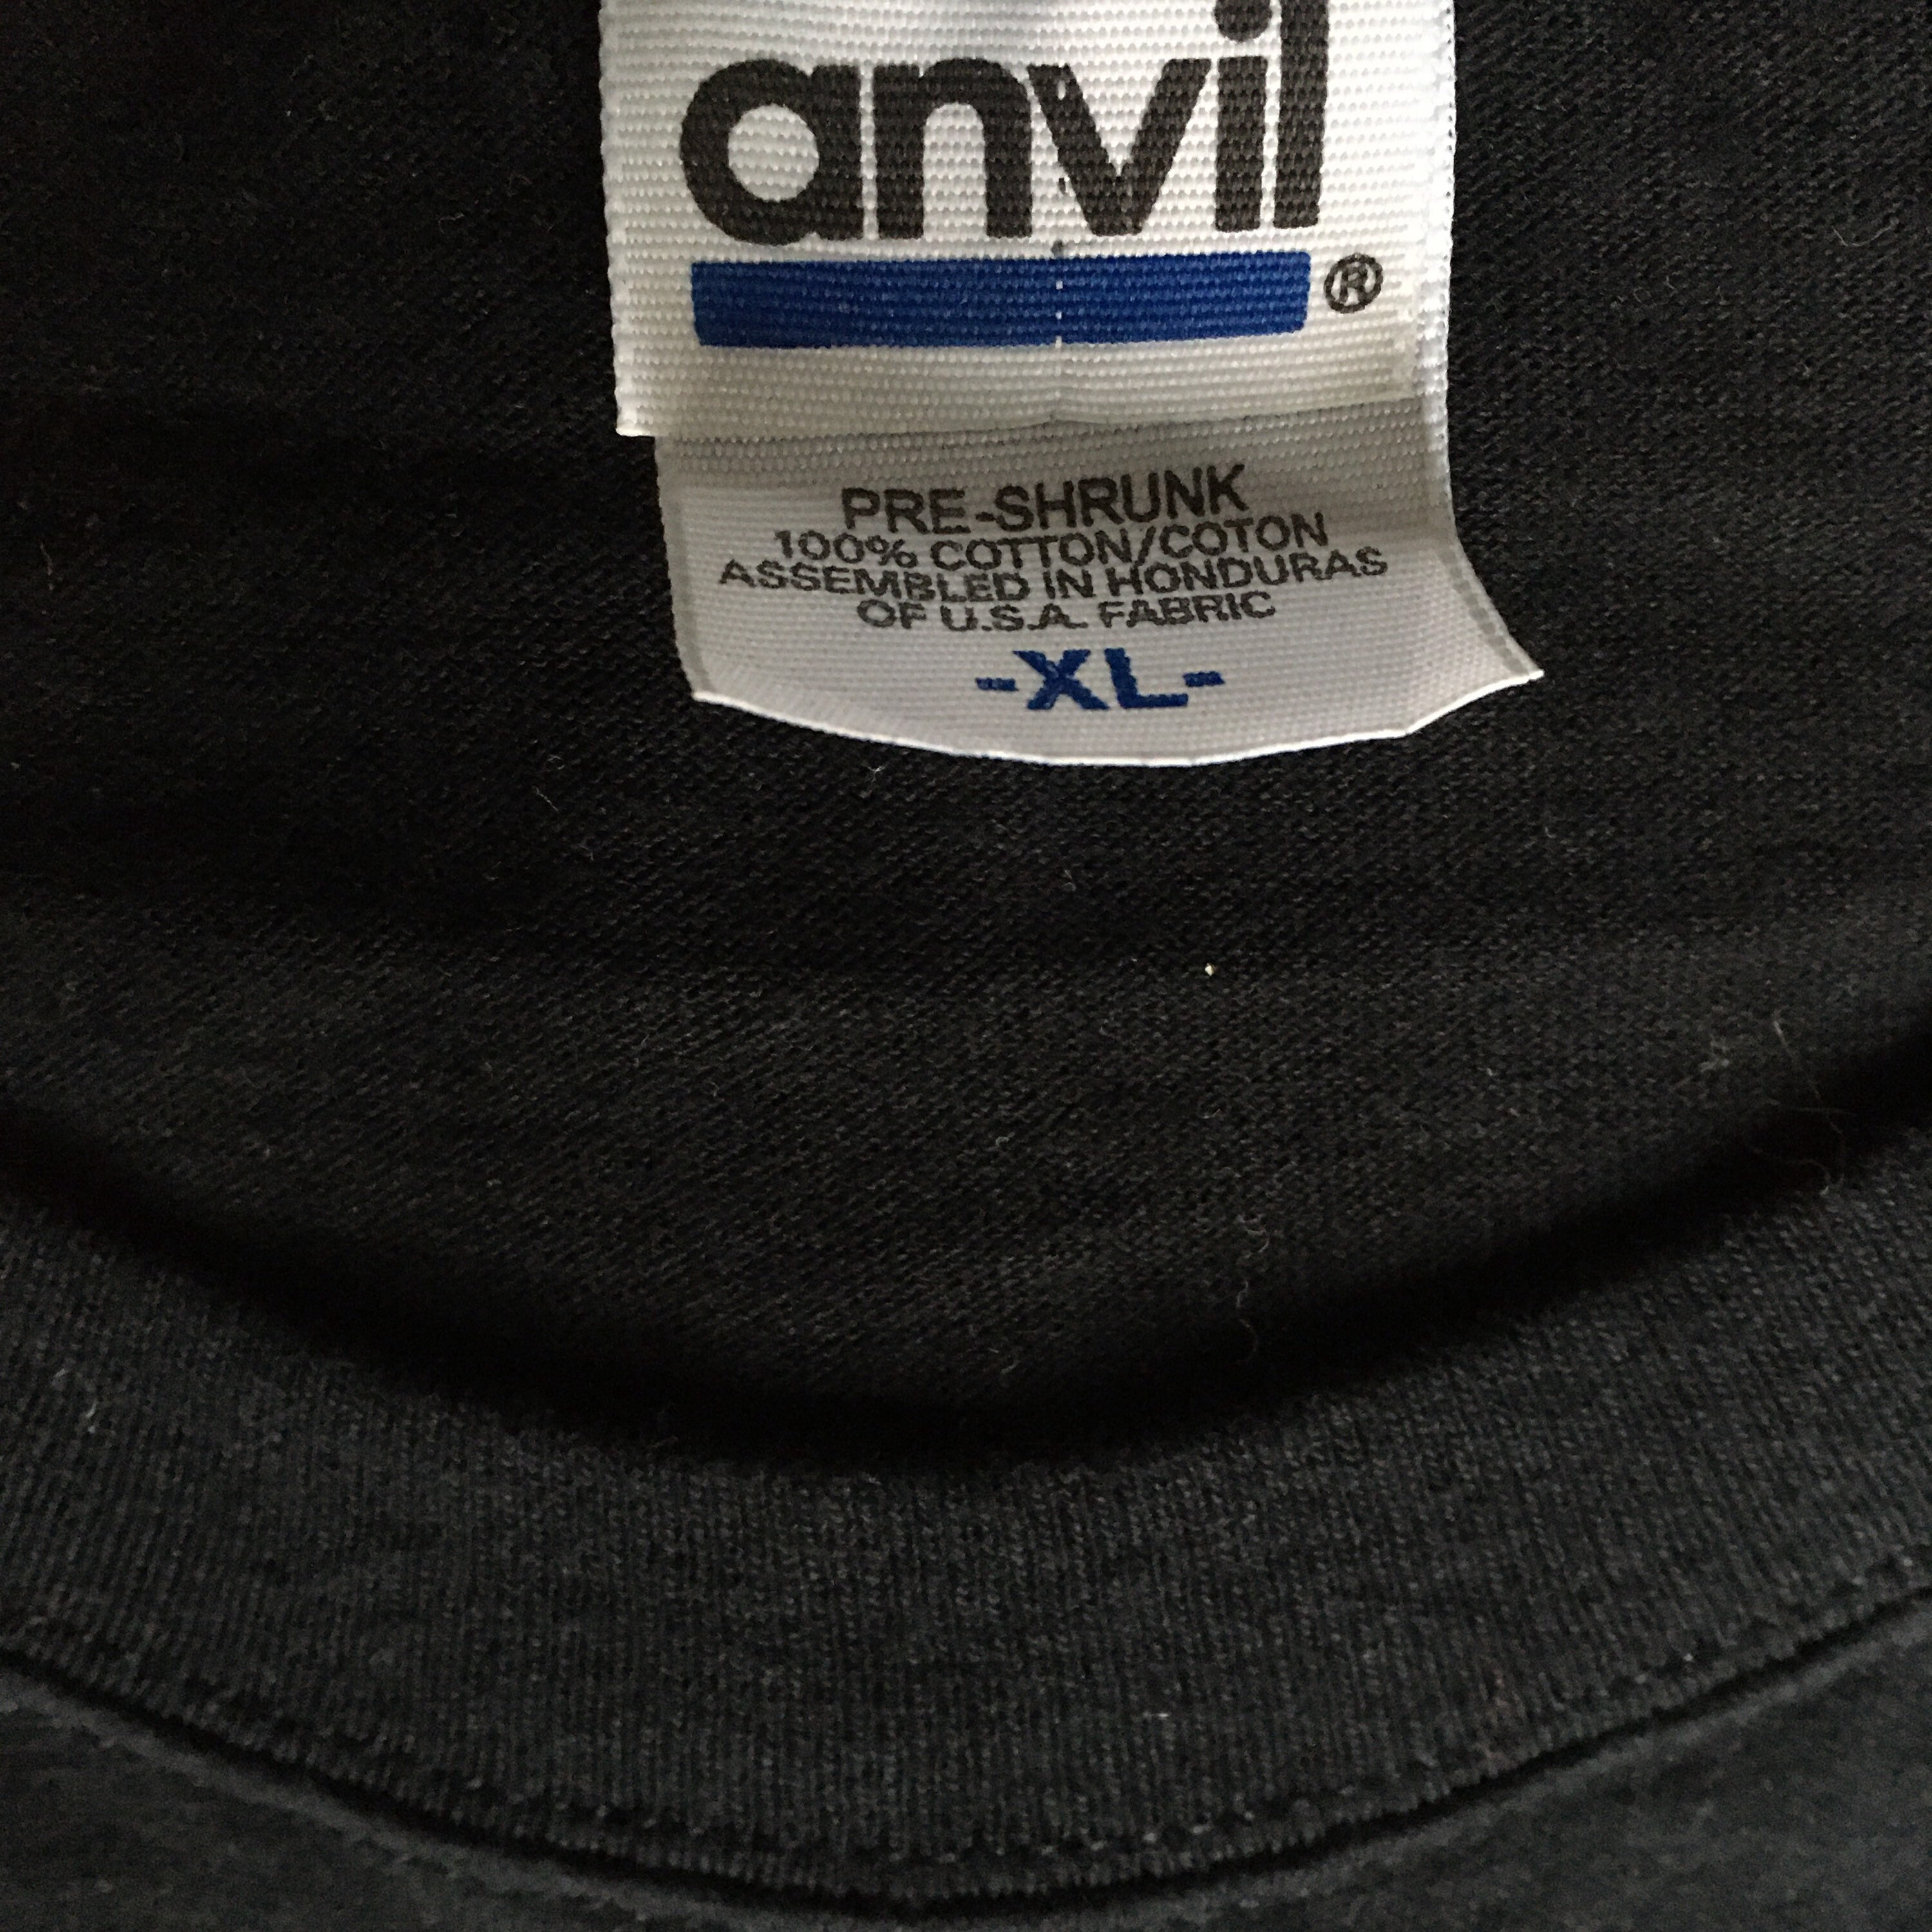 anvil
®
PRE-SHRUNK
100% COTTON/COTON
ASSEMBLED IN HONDURAS
OF U.S.A. FABRIC
-XL-